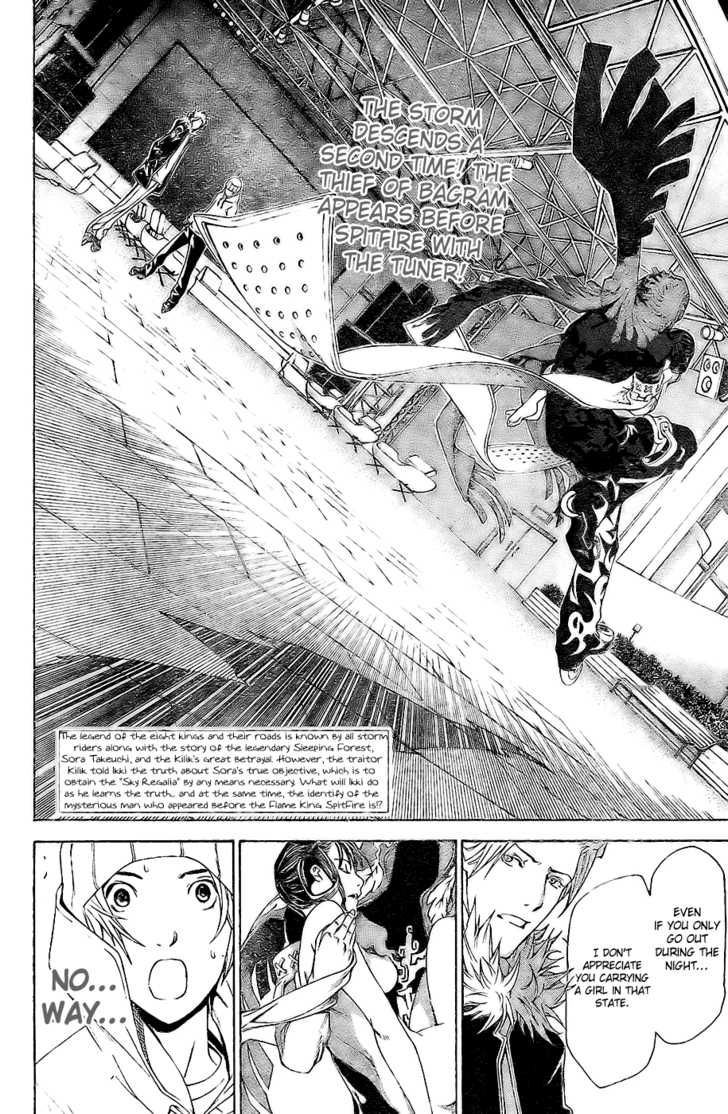 THE STORM
DESCENDS A
SECOND TIME! THE
THIEF OF BAGRAM
APPEARS BEFORE
SPITFIRE WITH
THE TUNER!
The legend of the eight kings and their roads is known by all storm
riders along with the story of the legendary Sleeping Forest,
Sora Takeuchi, and the Kilik's great betrayal. However, the traitor
Kilik told Ikki the truth about Sora's true objective, which is to
obtain the "Sky Regalia" by any means necessary. What will Ikki do
as he learns the truth, and at the same time, the identify of the
mysterious man who appeared before the Flame King Spitfire is!?
EVEN
IF YOU ONLY
GO OUT
DURING THE
NIGHT...
I DON'T
APPRECIATE
YOU CARRYING
A GIRL IN THAT
STATE.
NO...
WAY...